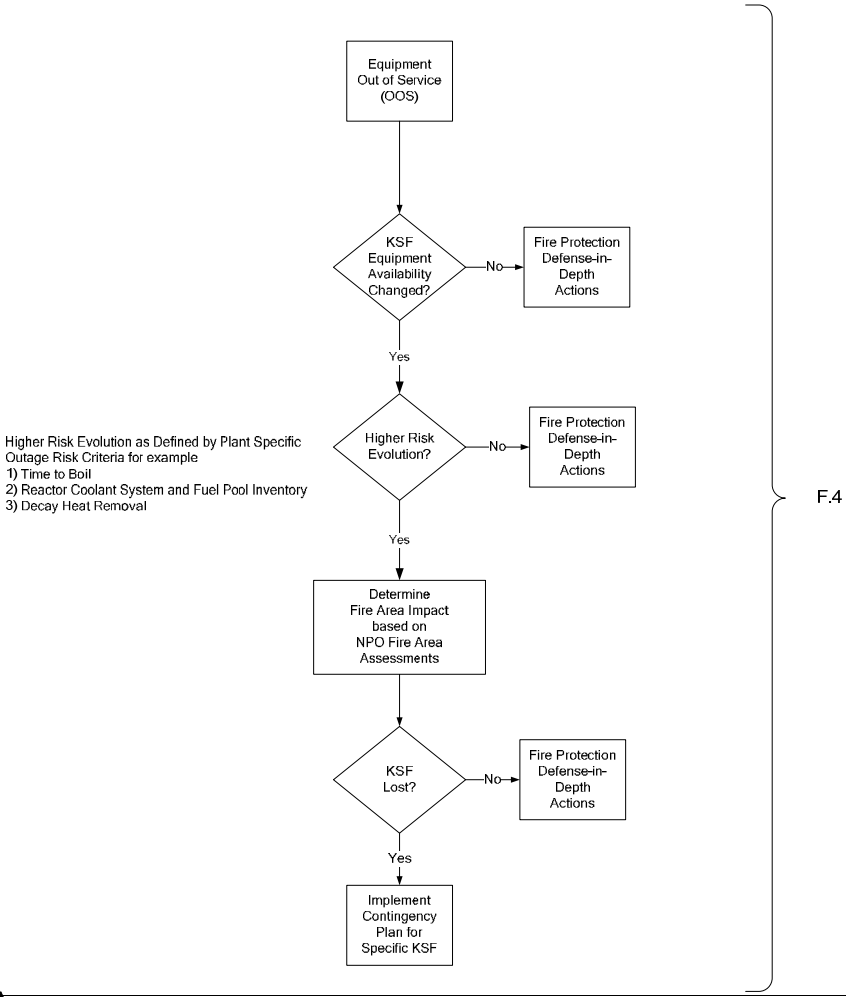 Equipment
Out of Service
(OOS)
KSF
Equipment
Availability
Changed?
No
Fire Protection
Defense-in-
Depth
Actions
Yes
Higher Risk Evolution as Defined by Plant Specific
Outage Risk Criteria for example
1) Time to Boil
2) Reactor Coolant System and Fuel Pool Inventory
3) Decay Heat Removal
Higher Risk
Evolution?
No
Fire Protection
Defense-in-
Depth
Actions
F.4
Yes
Determine
Fire Area Impact
based on
NPO Fire Area
Assessments
KSF
Lost?
No
Fire Protection
Defense-in-
Depth
Actions
Yes
Implement
Contingency
Plan for
Specific KSF